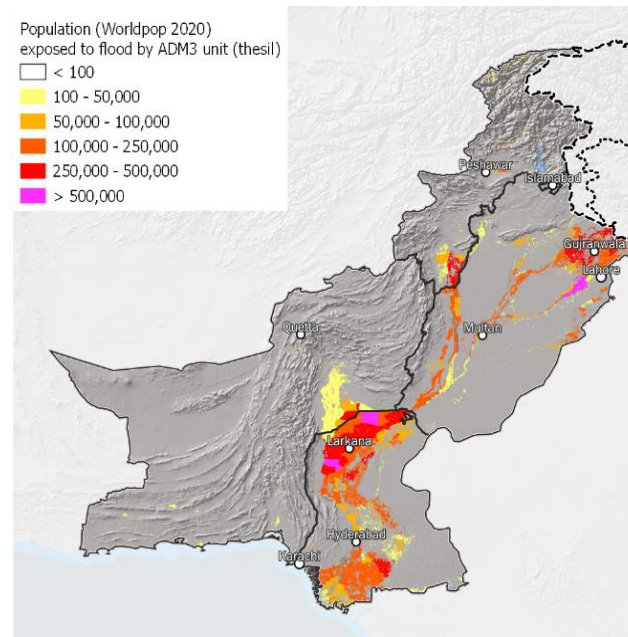 Population (Worldpop 2020)
exposed to flood by ADM3 unit (thesil)
< 100
100 - 50,000
50,000 - 100,000
100,000 - 250,000
250,000 - 500,000
> 500,000
Peshawar
Islamabad
Gujranwala
Lahore
Quetta
Multan
Larkana
Hyderabad
Karachi